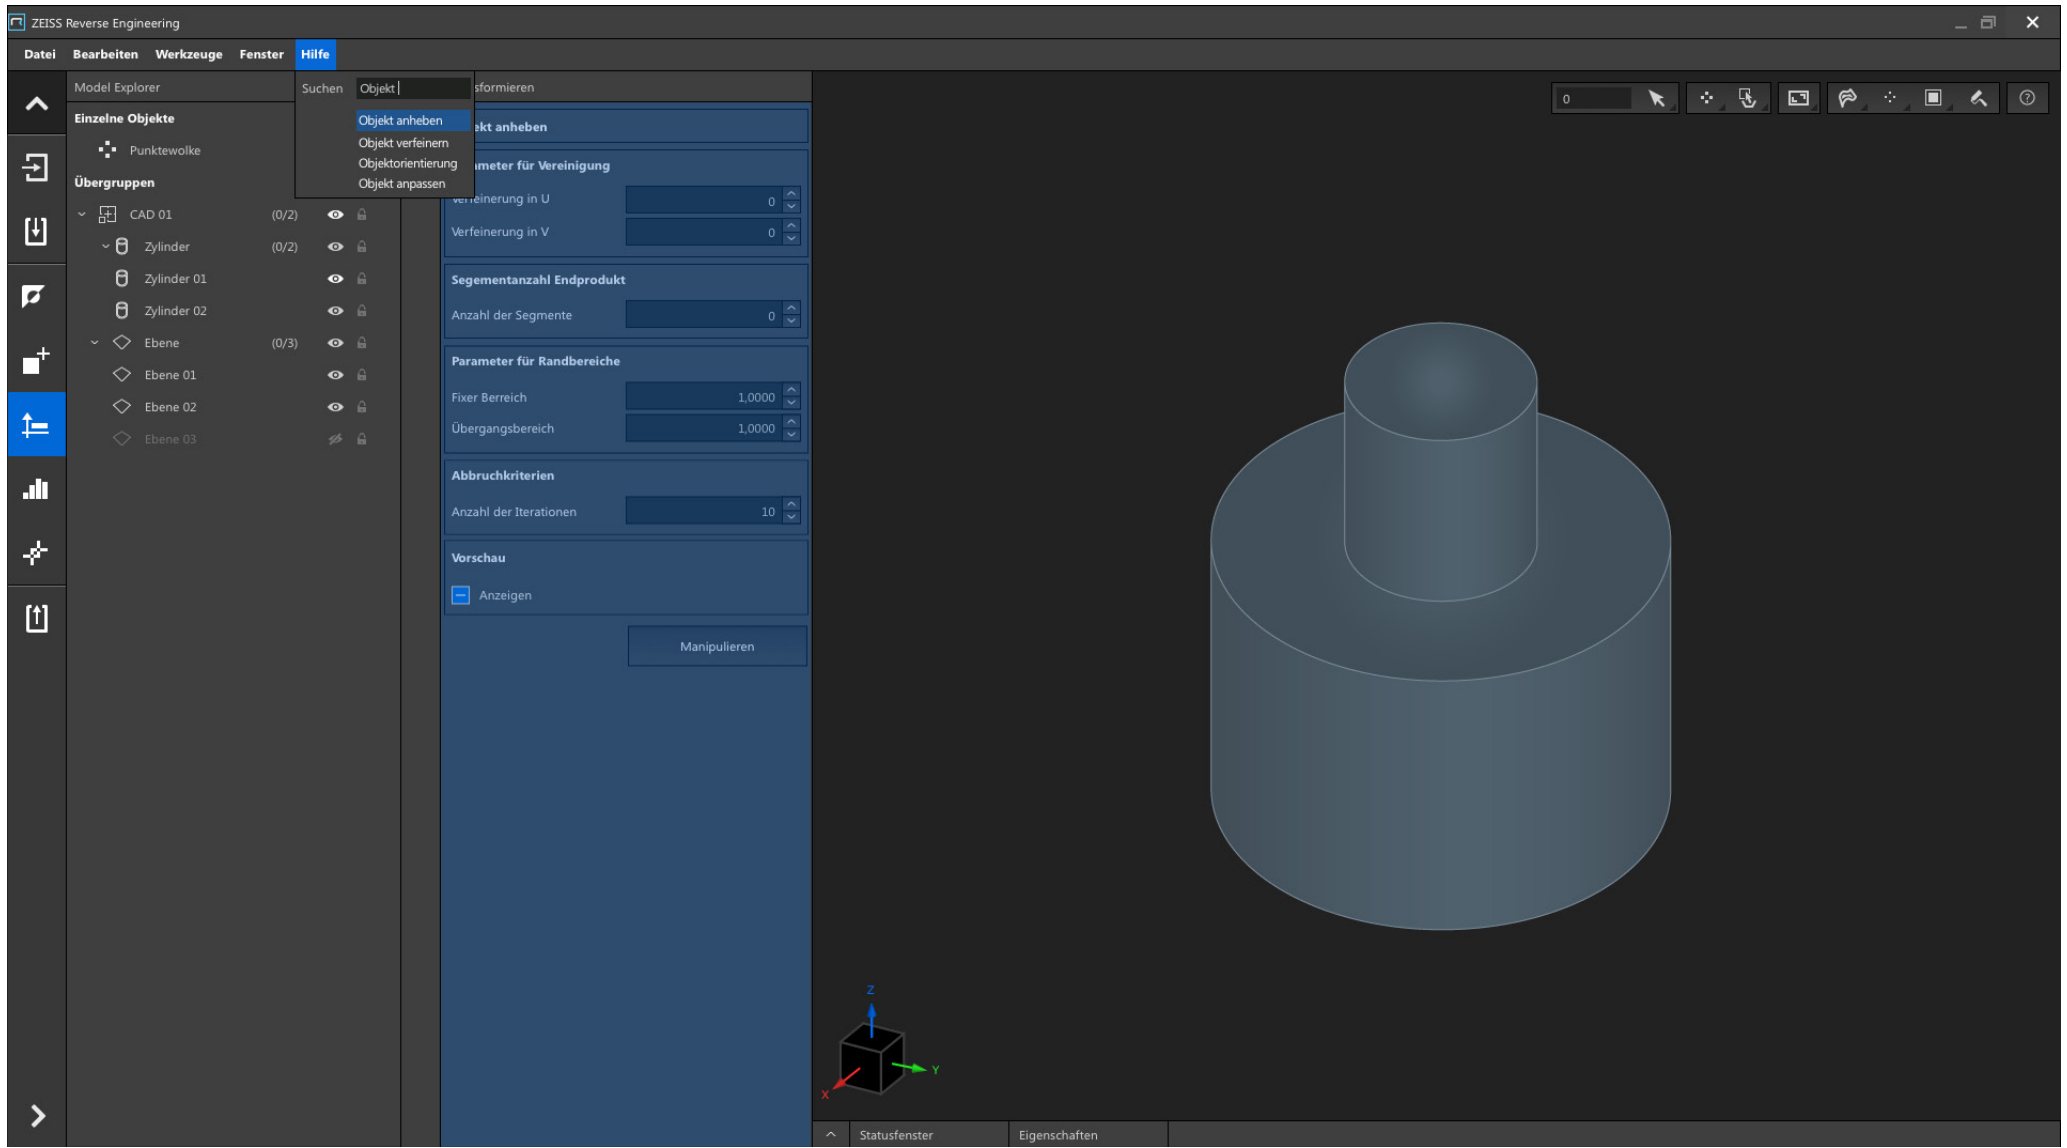 ZEISS Reverse Engineering
Datei Bearbeiten Werkzeuge Fenster Hilfe
Model Explorer
Einzelne Objekte
Punktewolke
Übergruppen
CAD 01 (0/2)
Zylinder (0/2)
Zylinder 01
Zylinder 02
Ebene (0/3)
Ebene 01
Ebene 02
Ebene 03
Suchen Objekt
Objekt anheben
Objekt verfeinern
Objektorientierung
Objekt anpassen
sformieren
ekt anheben
ameter für Vereinigung
Verfeinerung in U 0
Verfeinerung in V 0
Segementanzahl Endprodukt
Anzahl der Segmente 0
Parameter für Randbereiche
Fixer Berreich 1,0000
Übergangsbereich 1,0000
Abbruchkriterien
Anzahl der Iterationen 10
Vorschau
Anzeigen
Manipulieren
0
Z
Y
X
Statusfenster Eigenschaften